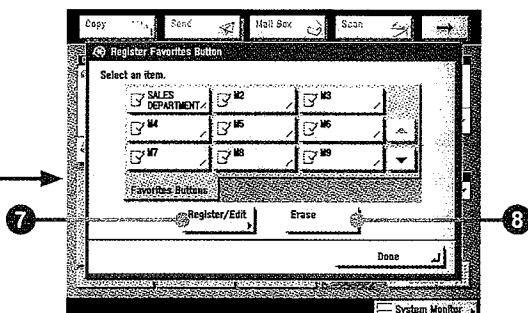 Copy Send Mail Box Scan
Register Favorites Button
Select an item.
SALES DEPARTMENT M2 M3
M4 M5 M6
M7 M8 M9
Favorites Buttons
7 Register/Edit Erase 8
Done
System Monitor